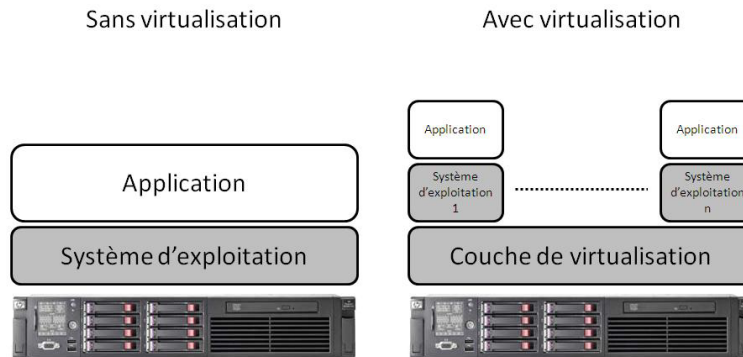 Sans virtualisation
Avec virtualisation
Application
Système d'exploitation
Application
Système
d'exploitation
1
Application
Système
d'exploitation
n
Couche de virtualisation